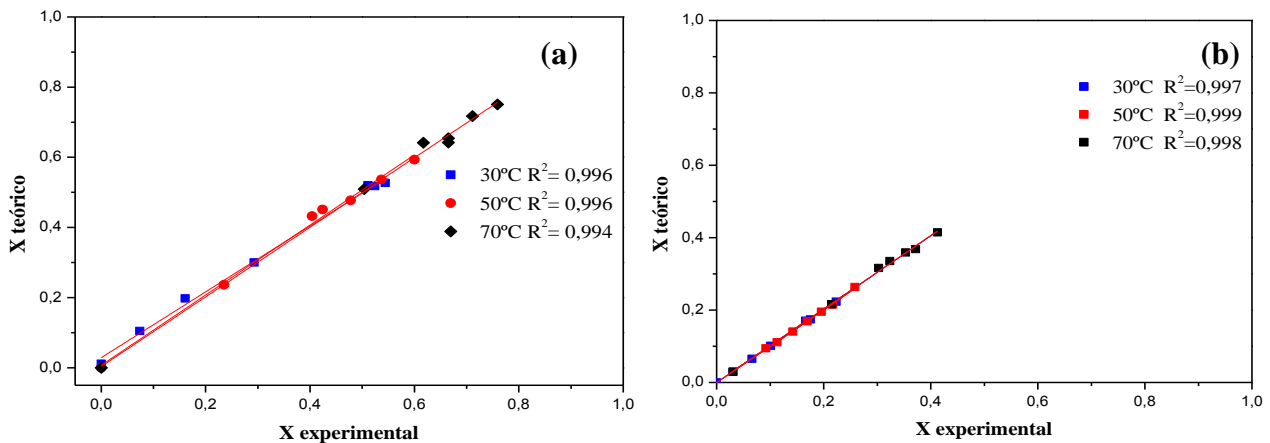 (a)
1,0
0,8
0,6
0,4
0,2
0,0
X teórico
30ºC R²= 0,996
50ºC R²= 0,996
70ºC R²= 0,994
0,0 0,2 0,4 0,6 0,8 1,0
X experimental
(b)
1,0
0,8
0,6
0,4
0,2
0,0
X teórico
30ºC R²=0,997
50ºC R²=0,999
70ºC R²=0,998
0,0 0,2 0,4 0,6 0,8 1,0
X experimental